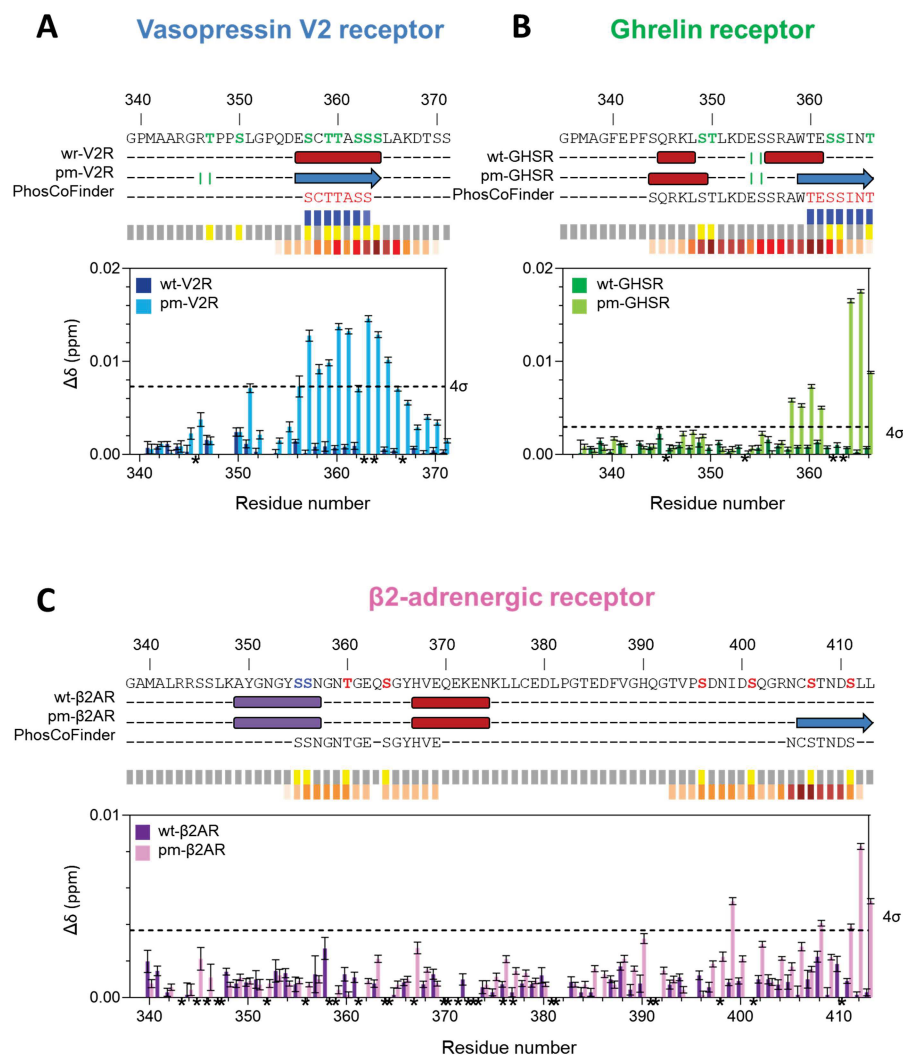 A Vasopressin V2 receptor
340 350 360 370
GPMAARGRTPPSLGPQDESCTTASSSLAKDTSS
wr-V2R
pm-V2R
PhosCoFinder SCTTASS
0.02
0.01
0.00
Δδ (ppm)
wt-V2R
pm-V2R
4σ
340 350 360 370
* ** *
Residue number
B Ghrelin receptor
340 350 360
GPMAGFEPFSQRKLSTLKDESSRAWTESSINT
wt-GHSR
pm-GHSR
PhosCoFinder SQRKLSTLKDESSRAWTESSINT
0.02
0.01
0.00
Δδ (ppm)
wt-GHSR
pm-GHSR
4σ
340 350 360
* * **
Residue number
C β2-adrenergic receptor
340 350 360 370 380 390 400 410
GAMALRRSSLKAYGNGYSSNGNTGEQSGYHVEQEKENKLLCEDLPGTEDFVGHQGTVPSDNIDSQGRNCSTNDSLL
wt-β2AR
pm-β2AR
PhosCoFinder SSNGNTGE-SGYHVE NCSTNDS
0.01
0.00
Δδ (ppm)
wt-β2AR
pm-β2AR
4σ
340 350 360 370 380 390 400 410
Residue number